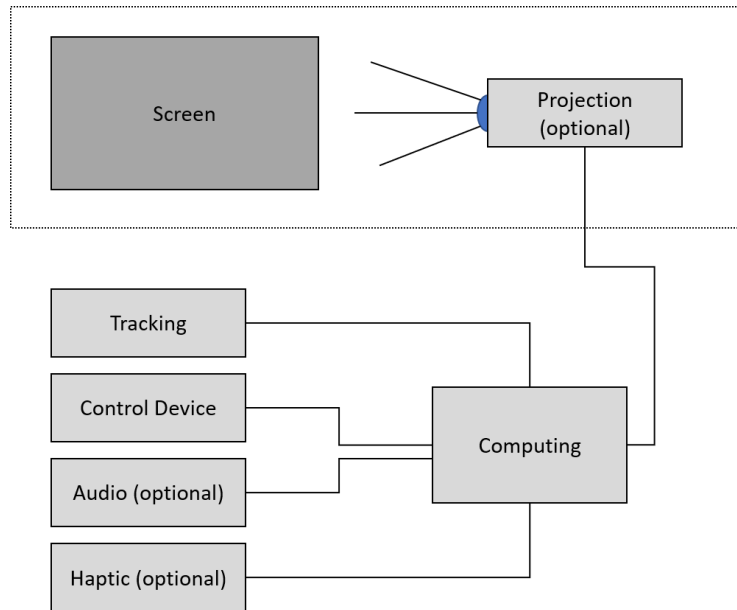 Screen
Projection
(optional)
Tracking
Control Device
Computing
Audio (optional)
Haptic (optional)